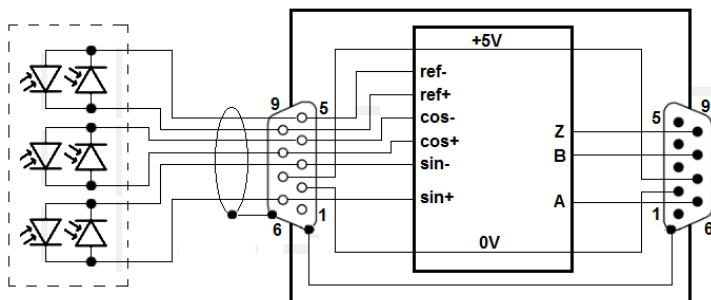 +5V
ref-
ref+
cos-
cos+
sin-
sin+
Z
B
A
0V
9
5
6
1
5
9
1
6